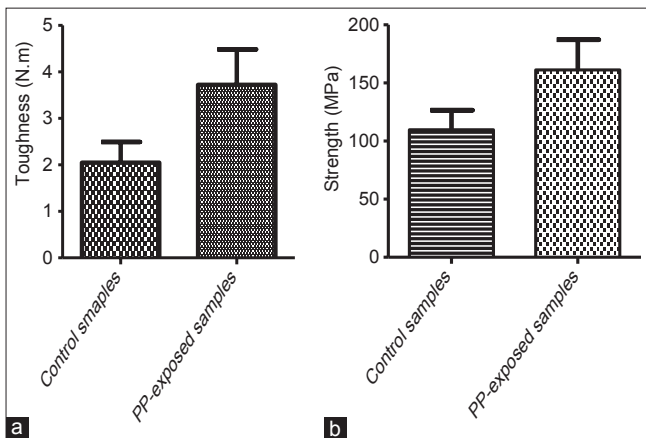 Toughness (N.m)
5
4
3
2
1
0
Control smaples
PP-exposed samples
a
Strength (MPa)
200
150
100
50
0
Control samples
PP-exposed samples
b